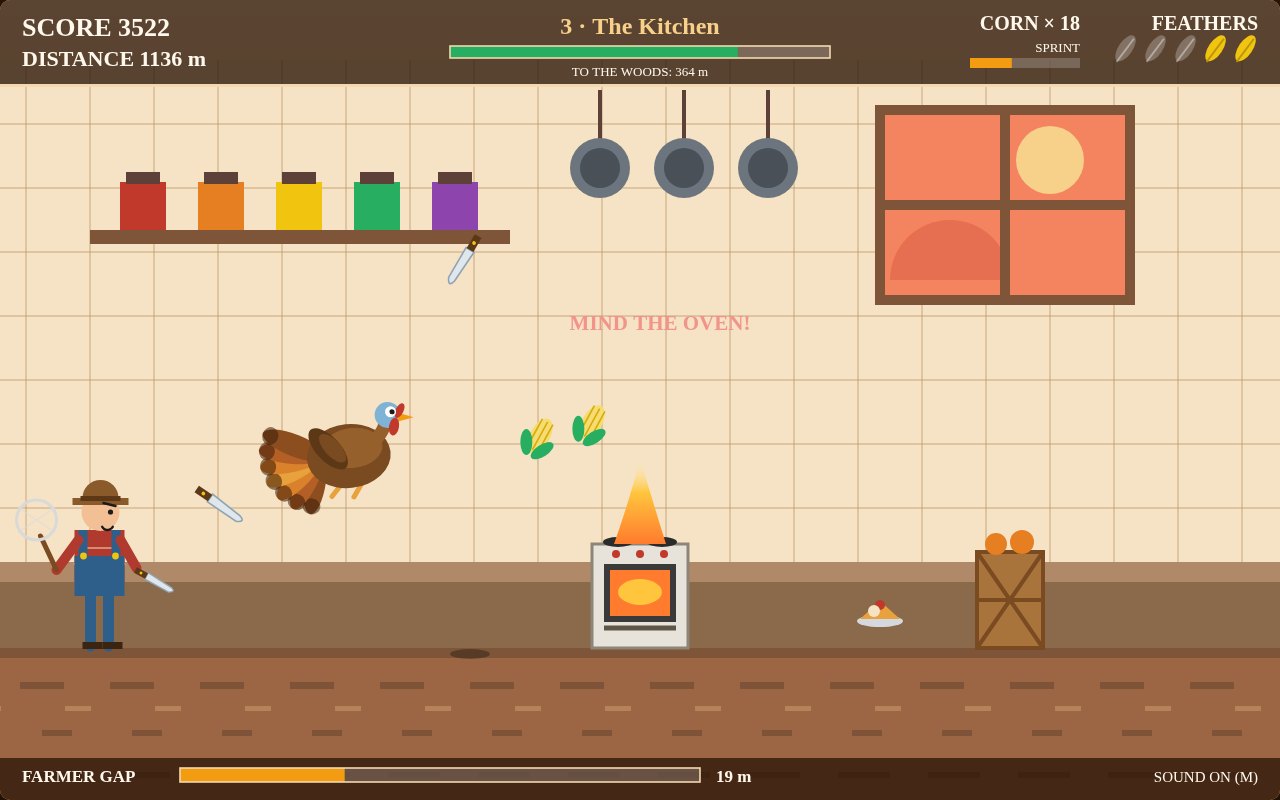 SCORE 3522
DISTANCE 1136 m
3 · The Kitchen
TO THE WOODS: 364 m
CORN × 18
SPRINT
FEATHERS
MIND THE OVEN!
FARMER GAP
19 m
SOUND ON (M)